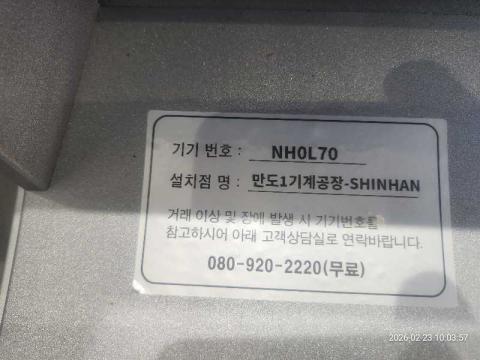 기기 번호 : NH0L70
설치점 명 : 만도1기계공장-SHINHAN
거래 이상 및 장애 발생 시 기기번호를
참고하시어 아래 고객상담실로 연락바랍니다.
080-920-2220(무료)
2026-02-23 10:03:57